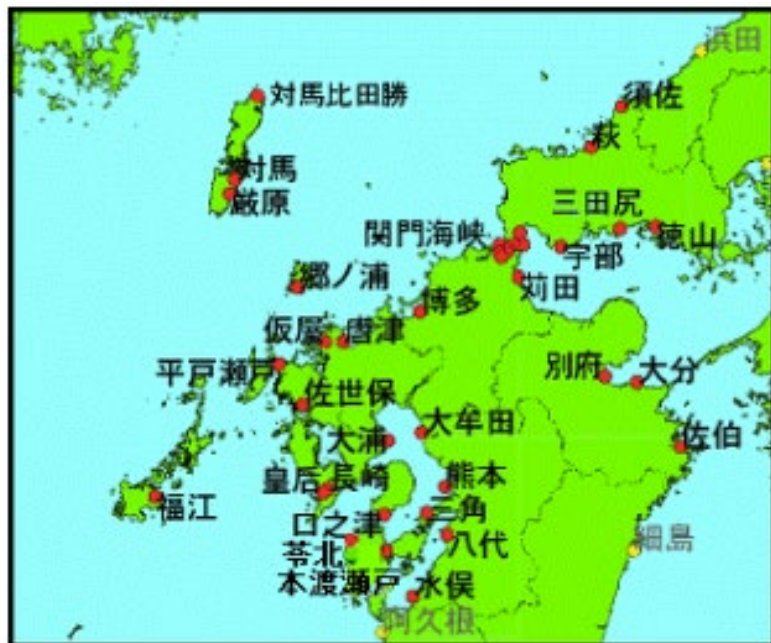 浜田
対馬比田勝
須佐
萩
対馬
厳原
三田尻
関門海峡
徳山
宇部
郷ノ浦
苅田
博多
仮屋
唐津
平戸瀬戸
別府
大分
佐世保
大牟田
大浦
佐伯
皇后
長崎
熊本
福江
口之津
三角
八代
苓北
細島
本渡瀬戸
水俣
阿久根